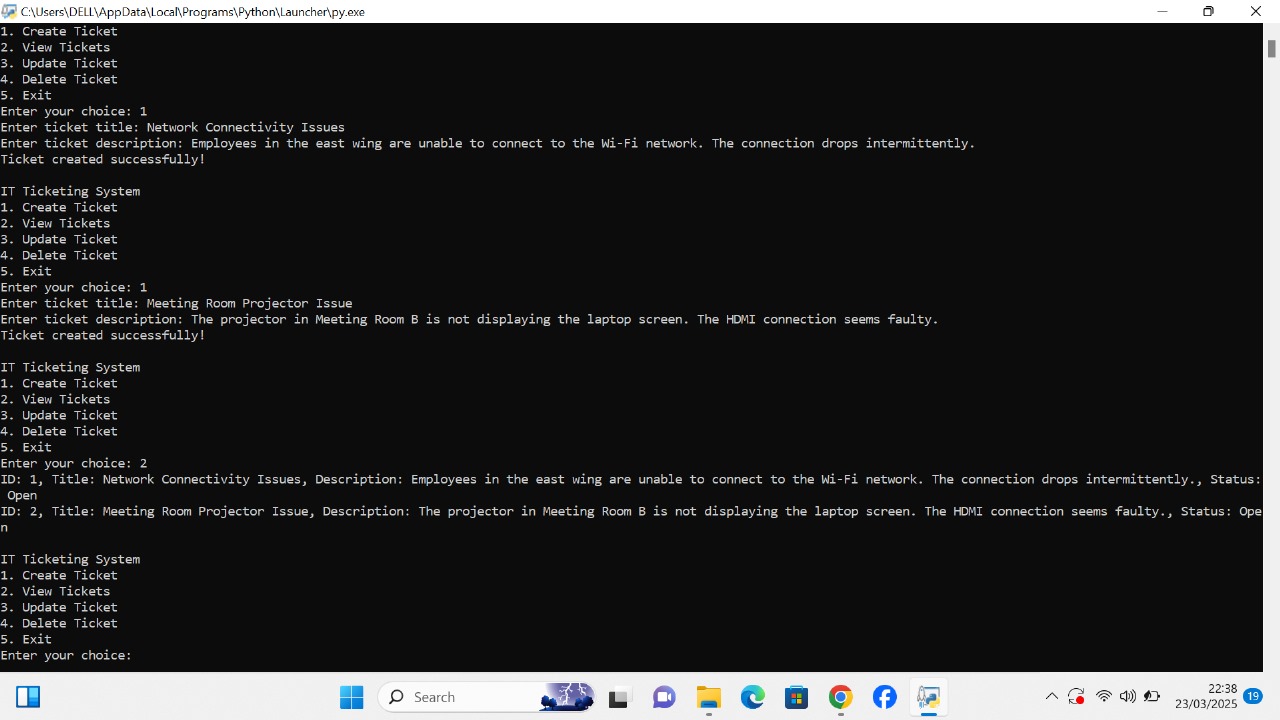 C:\Users\DELL\AppData\Local\Programs\Python\Launcher\py.exe
1. Create Ticket
2. View Tickets
3. Update Ticket
4. Delete Ticket
5. Exit
Enter your choice: 1
Enter ticket title: Network Connectivity Issues
Enter ticket description: Employees in the east wing are unable to connect to the Wi-Fi network. The connection drops intermittently.
Ticket created successfully!
IT Ticketing System
1. Create Ticket
2. View Tickets
3. Update Ticket
4. Delete Ticket
5. Exit
Enter your choice: 1
Enter ticket title: Meeting Room Projector Issue
Enter ticket description: The projector in Meeting Room B is not displaying the laptop screen. The HDMI connection seems faulty.
Ticket created successfully!
IT Ticketing System
1. Create Ticket
2. View Tickets
3. Update Ticket
4. Delete Ticket
5. Exit
Enter your choice: 2
ID: 1, Title: Network Connectivity Issues, Description: Employees in the east wing are unable to connect to the Wi-Fi network. The connection drops intermittently., Status:
Open
ID: 2, Title: Meeting Room Projector Issue, Description: The projector in Meeting Room B is not displaying the laptop screen. The HDMI connection seems faulty., Status: Ope
n
IT Ticketing System
1. Create Ticket
2. View Tickets
3. Update Ticket
4. Delete Ticket
5. Exit
Enter your choice:
Search
22:38
23/03/2025
19